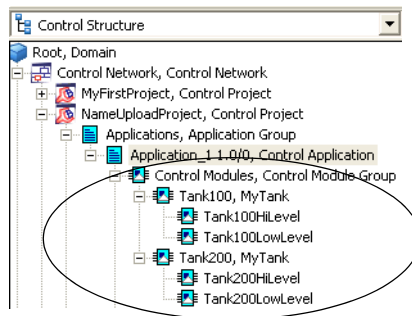 Control Structure
Root, Domain
Control Network, Control Network
MyFirstProject, Control Project
NameUploadProject, Control Project
Applications, Application Group
Application_1 1.0/0, Control Application
Control Modules, Control Module Group
Tank100, MyTank
Tank100HiLevel
Tank100LowLevel
Tank200, MyTank
Tank200HiLevel
Tank200LowLevel